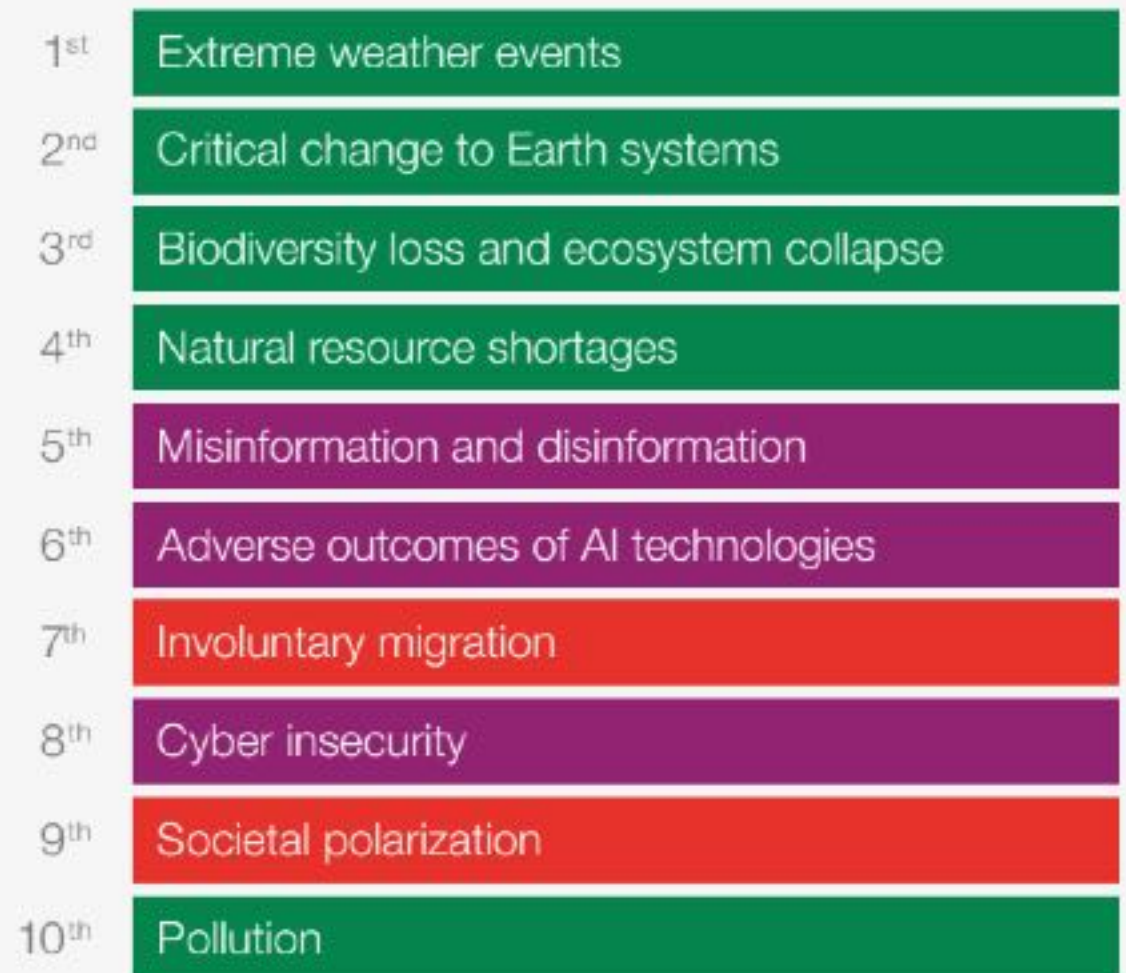 1st Extreme weather events
2nd Critical change to Earth systems
3rd Biodiversity loss and ecosystem collapse
4th Natural resource shortages
5th Misinformation and disinformation
6th Adverse outcomes of AI technologies
7th Involuntary migration
8th Cyber insecurity
9th Societal polarization
10th Pollution